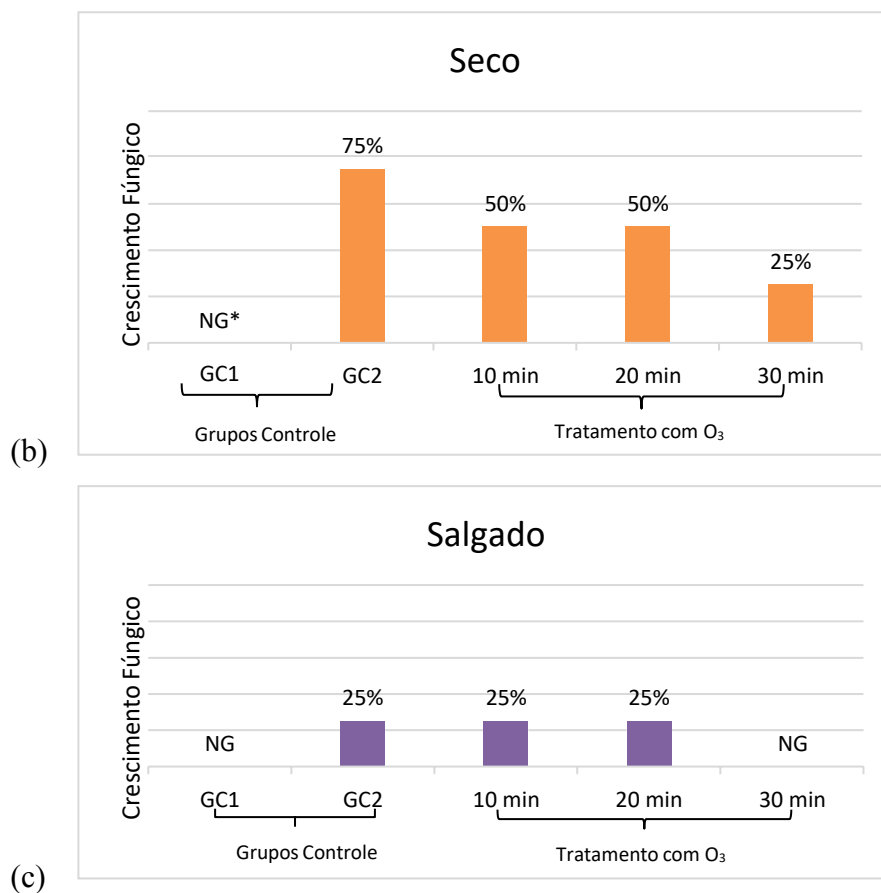 Seco
Crescimento Fúngico
75%
50%
50%
25%
NG*
GC1
GC2
10 min
20 min
30 min
Grupos Controle
Tratamento com O₃
(b)
Salgado
Crescimento Fúngico
25%
25%
25%
NG
NG
GC1
GC2
10 min
20 min
30 min
Grupos Controle
Tratamento com O₃
(c)